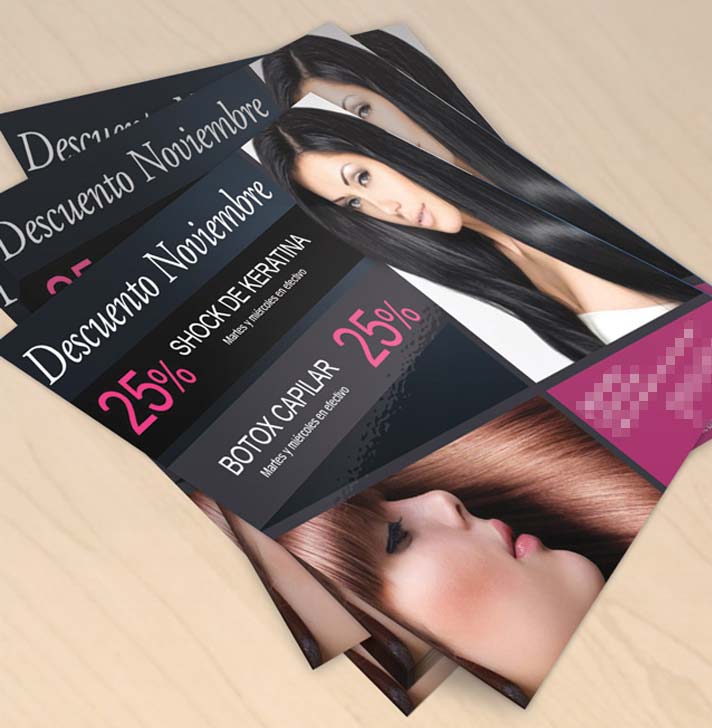 Descuento Noviembre
25% SHOCK DE KERATINA
Martes y miércoles en efectivo
BOTOX CAPILAR 25%
Martes y miércoles en efectivo
Descuento Noviembre
25
Descuento